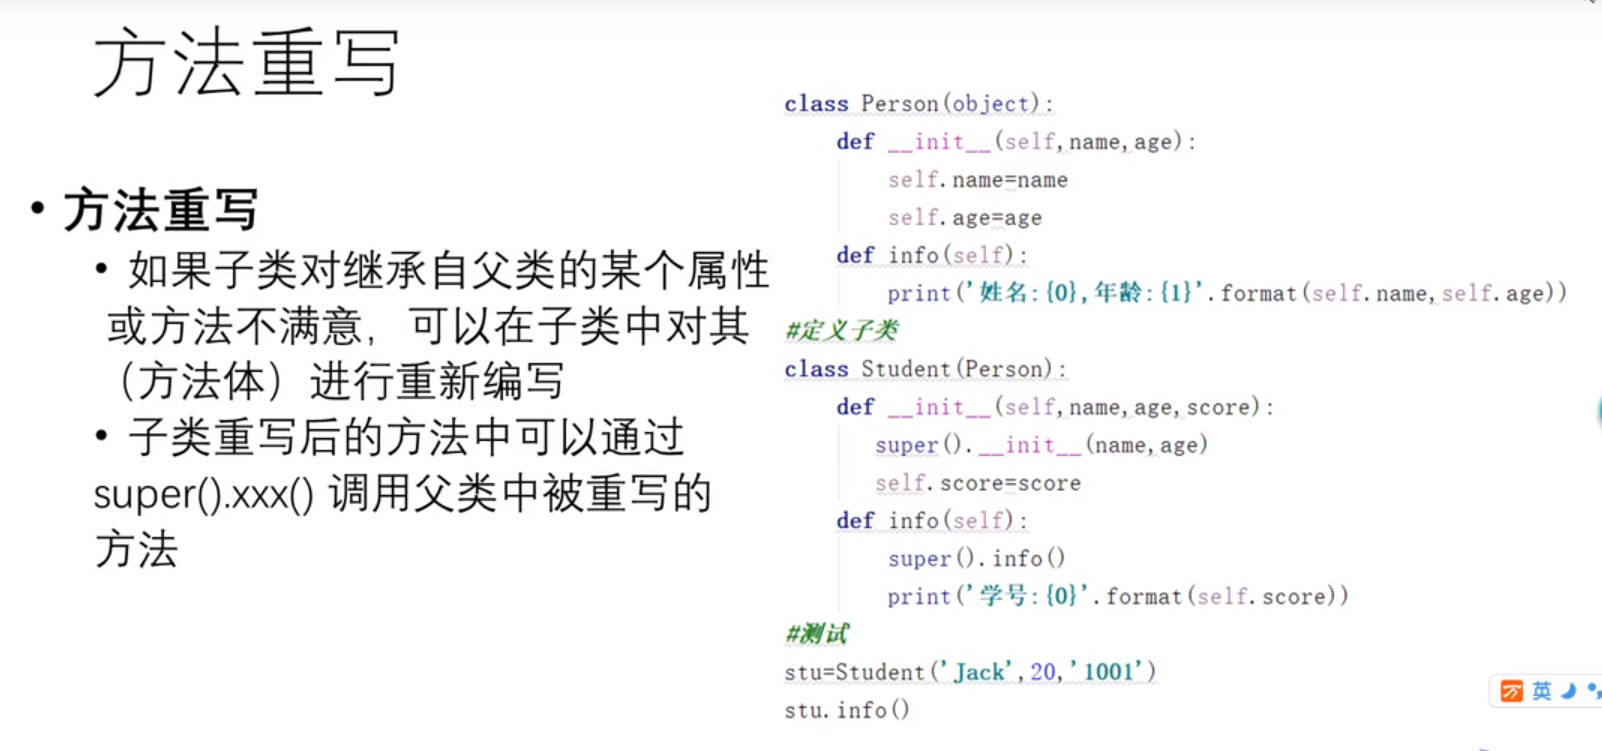 方法重写
• 方法重写
• 如果子类对继承自父类的某个属性
或方法不满意，可以在子类中对其
（方法体）进行重新编写
• 子类重写后的方法中可以通过
super().xxx() 调用父类中被重写的
方法
class Person(object):
    def __init__(self,name,age):
        self.name=name
        self.age=age
    def info(self):
        print('姓名:{0},年龄:{1}'.format(self.name,self.age))
#定义子类
class Student(Person):
    def __init__(self,name,age,score):
        super().__init__(name,age)
        self.score=score
    def info(self):
        super().info()
        print('学号:{0}'.format(self.score))
#测试
stu=Student('Jack',20,'1001')
stu.info()
英